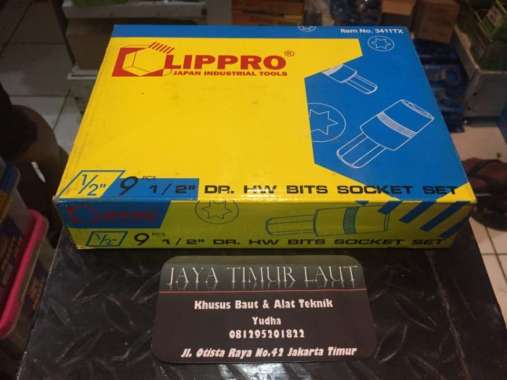 Item No. 3411TX
CLIPPRO®
JAPAN INDUSTRIAL TOOLS
1/2" 9 PCS 1/2" DR. HW BITS SOCKET SET
CLIPPRO
1/2" 9 PCS 1/2" DR. HW BITS SOCKET SET
JAYA TIMUR LAUT
Khusus Baut & Alat Teknik
Yudha
081295201822
Jl. Otista Raya No.42 Jakarta Timur